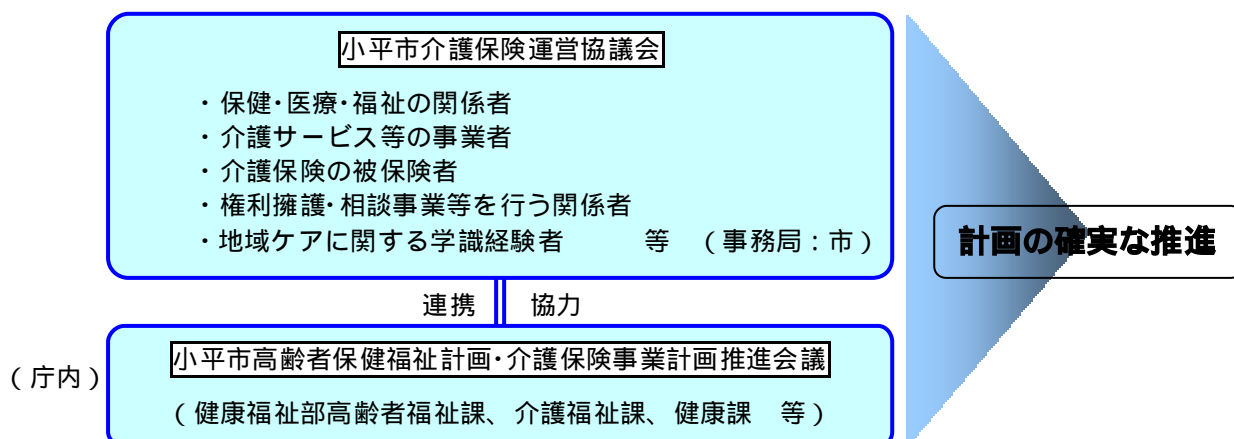 小平市介護保険運営協議会
・保健・医療・福祉の関係者
・介護サービス等の事業者
・介護保険の被保険者
・権利擁護・相談事業等を行う関係者
・地域ケアに関する学識経験者　　　等　（事務局：市）
計画の確実な推進
連携　協力
小平市高齢者保健福祉計画・介護保険事業計画推進会議
（庁内）
（健康福祉部高齢者福祉課、介護福祉課、健康課　等）